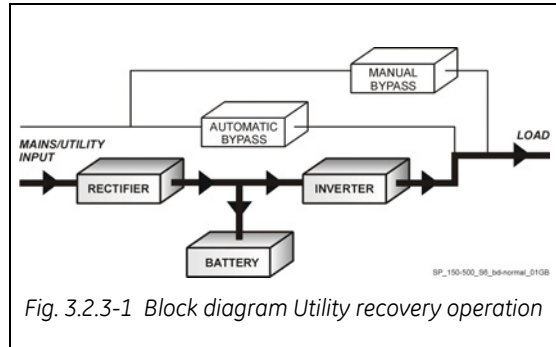 MANUAL
BYPASS
AUTOMATIC
BYPASS
MAINS/UTILITY
INPUT
LOAD
RECTIFIER
INVERTER
BATTERY
SP_150-500_S6_bd-normal_01GB
Fig. 3.2.3-1 Block diagram Utility recovery operation